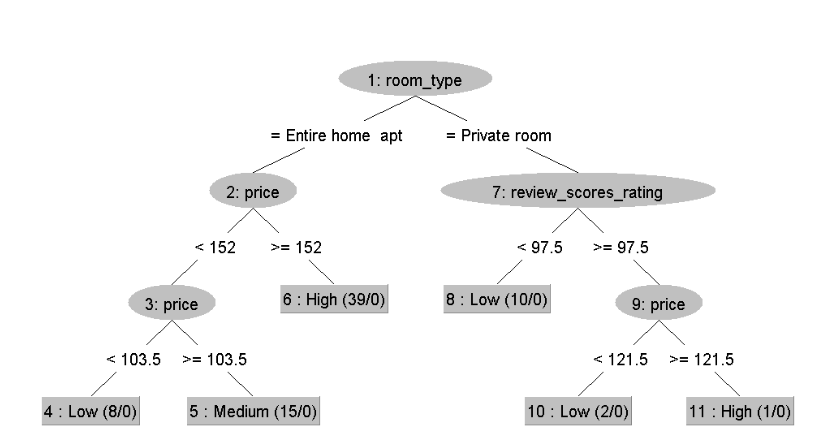 1: room_type
= Entire home  apt = Private room
2: price 7: review_scores_rating
< 152 >= 152 < 97.5 >= 97.5
3: price 6 : High (39/0) 8 : Low (10/0) 9: price
< 103.5 >= 103.5 < 121.5 >= 121.5
4 : Low (8/0) 5 : Medium (15/0) 10 : Low (2/0) 11 : High (1/0)